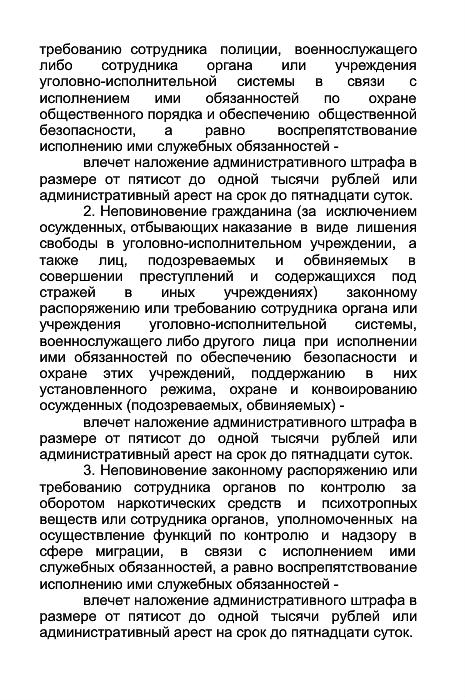 требованию сотрудника полиции, военнослужащего
либо сотрудника органа или учреждения
уголовно-исполнительной системы в связи с
исполнением ими обязанностей по охране
общественного порядка и обеспечению общественной
безопасности, а равно воспрепятствование
исполнению ими служебных обязанностей -
влечет наложение административного штрафа в
размере от пятисот до одной тысячи рублей или
административный арест на срок до пятнадцати суток.
2. Неповиновение гражданина (за исключением
осужденных, отбывающих наказание в виде лишения
свободы в уголовно-исполнительном учреждении, а
также лиц, подозреваемых и обвиняемых в
совершении преступлений и содержащихся под
стражей в иных учреждениях) законному
распоряжению или требованию сотрудника органа или
учреждения уголовно-исполнительной системы,
военнослужащего либо другого лица при исполнении
ими обязанностей по обеспечению безопасности и
охране этих учреждений, поддержанию в них
установленного режима, охране и конвоированию
осужденных (подозреваемых, обвиняемых) -
влечет наложение административного штрафа в
размере от пятисот до одной тысячи рублей или
административный арест на срок до пятнадцати суток.
3. Неповиновение законному распоряжению или
требованию сотрудника органов по контролю за
оборотом наркотических средств и психотропных
веществ или сотрудника органов, уполномоченных на
осуществление функций по контролю и надзору в
сфере миграции, в связи с исполнением ими
служебных обязанностей, а равно воспрепятствование
исполнению ими служебных обязанностей -
влечет наложение административного штрафа в
размере от пятисот до одной тысячи рублей или
административный арест на срок до пятнадцати суток.